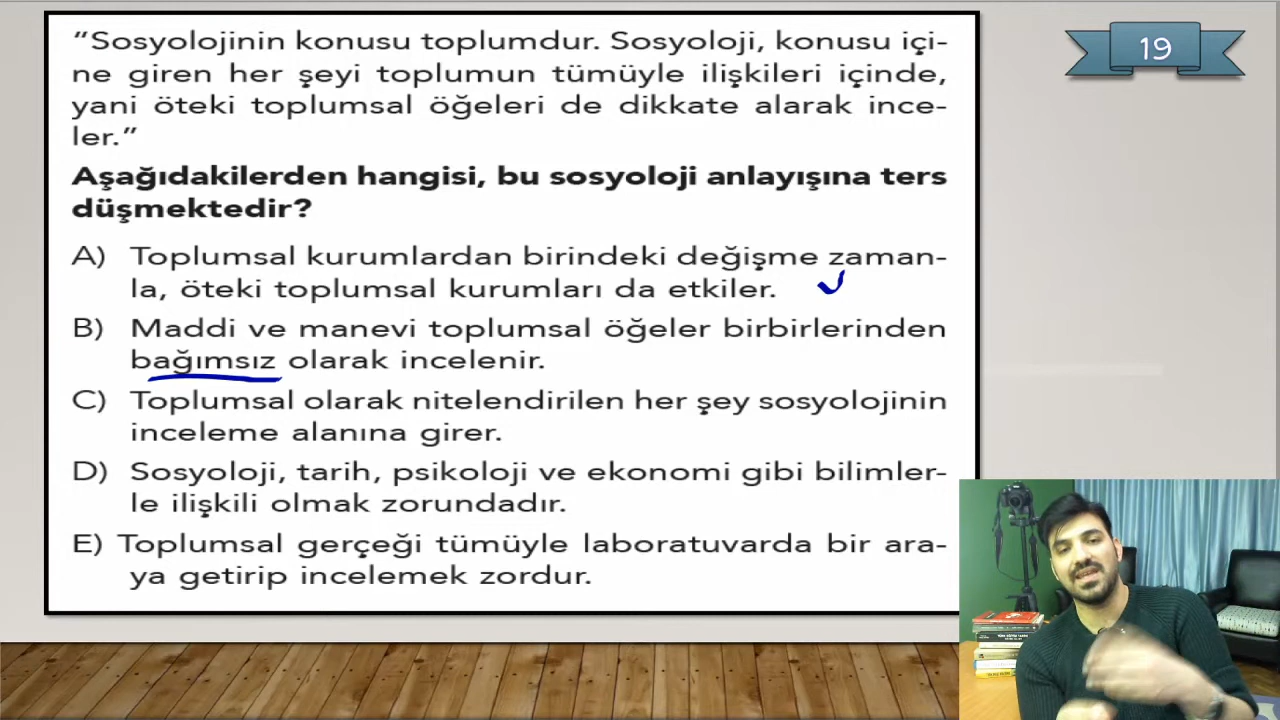 "Sosyolojinin konusu toplumdur. Sosyoloji, konusu içi-
ne giren her şeyi toplumun tümüyle ilişkileri içinde,
yani öteki toplumsal öğeleri de dikkate alarak ince-
ler."
Aşağıdakilerden hangisi, bu sosyoloji anlayışına ters
düşmektedir?
A) Toplumsal kurumlardan birindeki değişme zaman-
la, öteki toplumsal kurumları da etkiler.
B) Maddi ve manevi toplumsal öğeler birbirlerinden
bağımsız olarak incelenir.
C) Toplumsal olarak nitelendirilen her şey sosyolojinin
inceleme alanına girer.
D) Sosyoloji, tarih, psikoloji ve ekonomi gibi bilimler-
le ilişkili olmak zorundadır.
E) Toplumsal gerçeği tümüyle laboratuvarda bir ara-
ya getirip incelemek zordur.
19